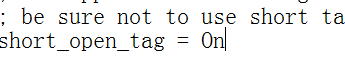 ; be sure not to use short ta
short_open_tag = On